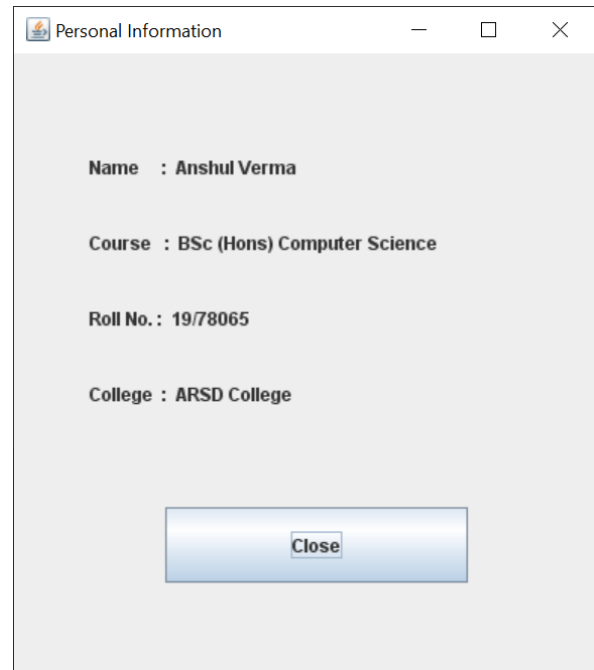 Personal Information
Name : Anshul Verma
Course : BSc (Hons) Computer Science
Roll No. : 19/78065
College : ARSD College
Close